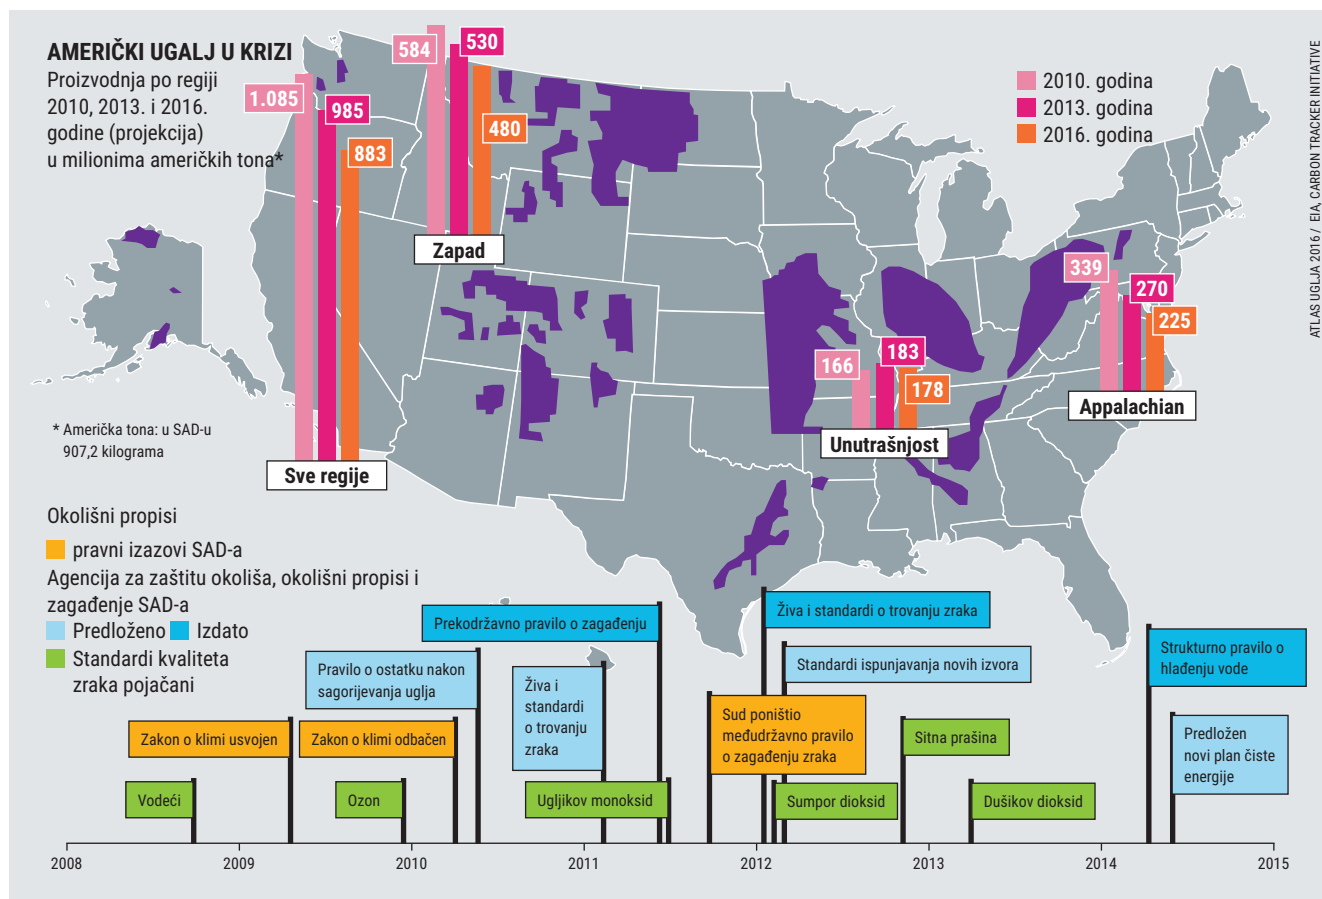 AMERIČKI UGALJ U KRIZI
Proizvodnja po regiji
2010, 2013. i 2016.
godine (projekcija)
u milionima američkih tona*
2010. godina
2013. godina
2016. godina
1.085
985
883
Sve regije
584
530
480
Zapad
166
183
178
Unutrašnjost
339
270
225
Appalachian
* Američka tona: u SAD-u
907,2 kilograma
Okolišni propisi
pravni izazovi SAD-a
Agencija za zaštitu okoliša, okolišni propisi i
zagađenje SAD-a
Predloženo
Izdato
Standardi kvaliteta
zraka pojačani
Vodeći
Zakon o klimi usvojen
Ozon
Zakon o klimi odbačen
Pravilo o ostatku nakon
sagorijevanja uglja
Živa i
standardi
o trovanju
zraka
Prekodržavno pravilo o zagađenju
Ugljikov monoksid
Sud poništio
međudržavno pravilo
o zagađenju zraka
Živa i standardi o trovanju zraka
Sumpor dioksid
Standardi ispunjavanja novih izvora
Sitna prašina
Dušikov dioksid
Strukturno pravilo o
hlađenju vode
Predložen
novi plan čiste
energije
2008
2009
2010
2011
2012
2013
2014
2015
ATLAS UGLJA 2016 / EIA, CARBON TRACKER INITIATIVE